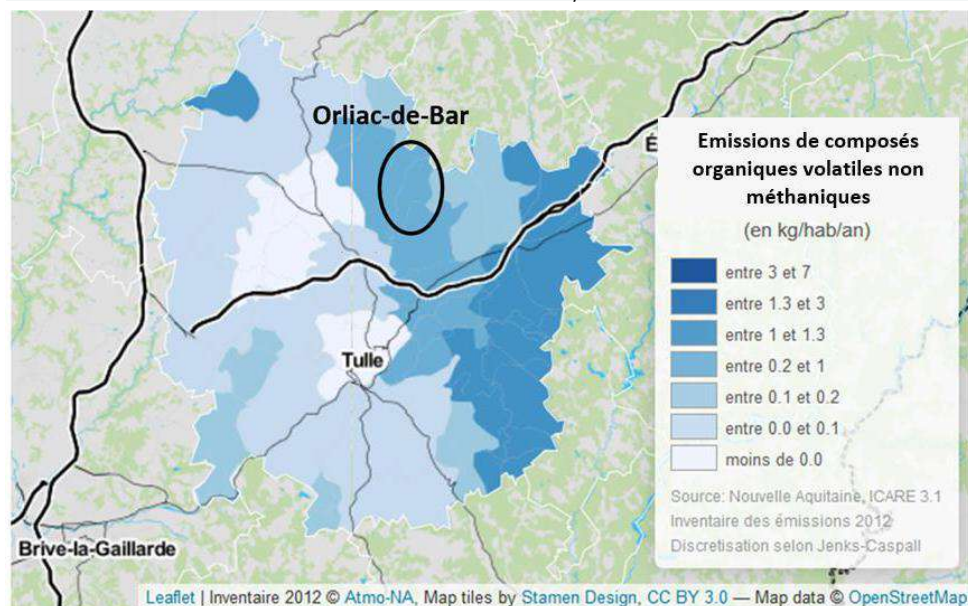 Orliac-de-Bar
Emissions de composés
organiques volatiles non
méthaniques
(en kg/hab/an)
entre 3 et 7
entre 1.3 et 3
entre 1 et 1.3
entre 0.2 et 1
entre 0.1 et 0.2
entre 0.0 et 0.1
moins de 0.0
Source: Nouvelle Aquitaine, ICARE 3.1
Inventaire des émissions 2012
Discretisation selon Jenks-Caspall
Tulle
Brive-la-Gaillarde
Leaflet | Inventaire 2012 © Atmo-NA, Map tiles by Stamen Design, CC BY 3.0 — Map data © OpenStreetMap